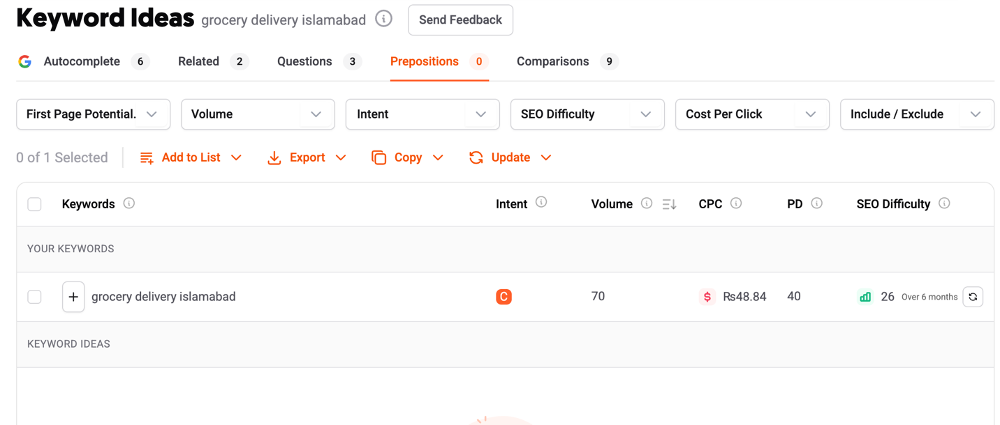 Keyword Ideas grocery delivery islamabad Send Feedback
Autocomplete 6 Related 2 Questions 3 Prepositions 0 Comparisons 9
First Page Potential. Volume Intent SEO Difficulty Cost Per Click Include / Exclude
0 of 1 Selected Add to List Export Copy Update
Keywords Intent Volume CPC PD SEO Difficulty
YOUR KEYWORDS
+ grocery delivery islamabad C 70 $ ₨48.84 40 26 Over 6 months
KEYWORD IDEAS